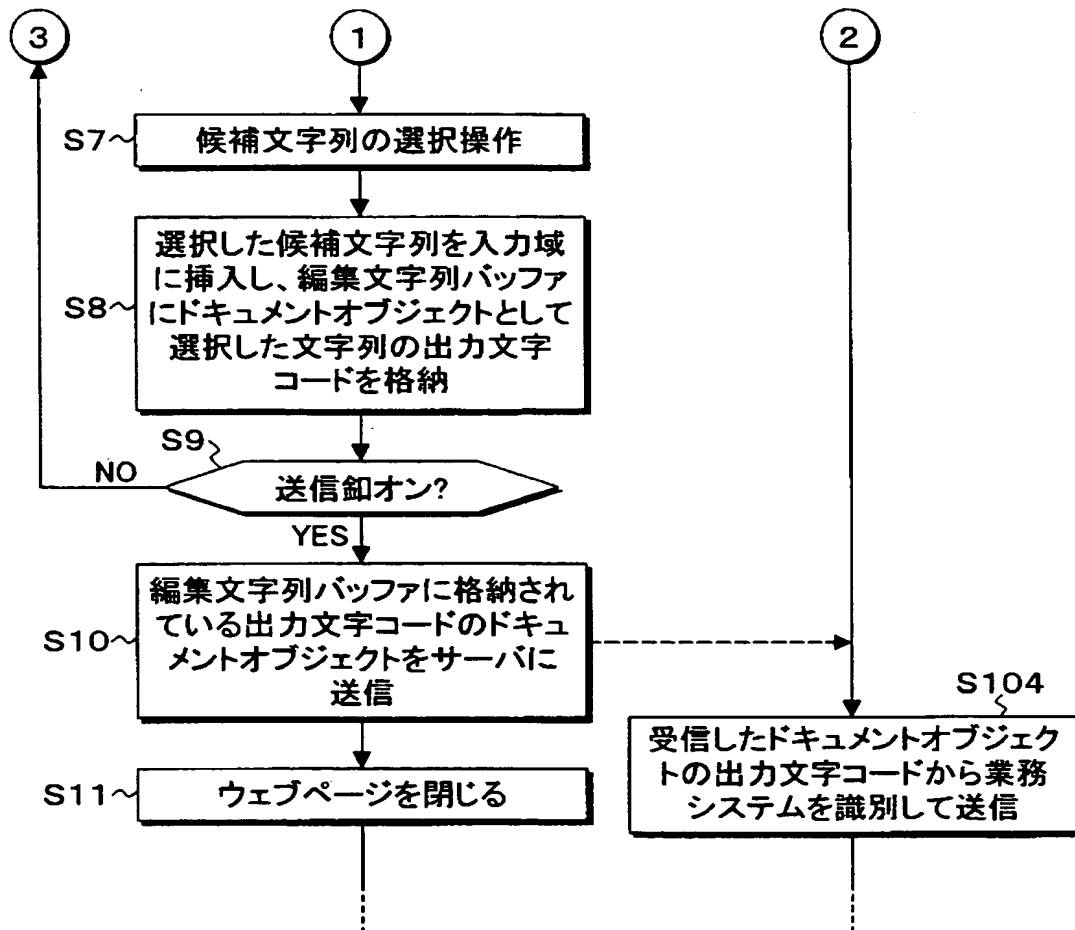 3
1
2
S7
候補文字列の選択操作
選択した候補文字列を入力域
に挿入し、編集文字列バッファ
にドキュメントオブジェクトとして
選択した文字列の出力文字
コードを格納
S8
S9
NO
送信釦オン?
YES
編集文字列バッファに格納され
ている出力文字コードのドキュ
メントオブジェクトをサーバに
送信
S10
S104
受信したドキュメントオブジェク
トの出力文字コードから業務
システムを識別して送信
S11
ウェブページを閉じる